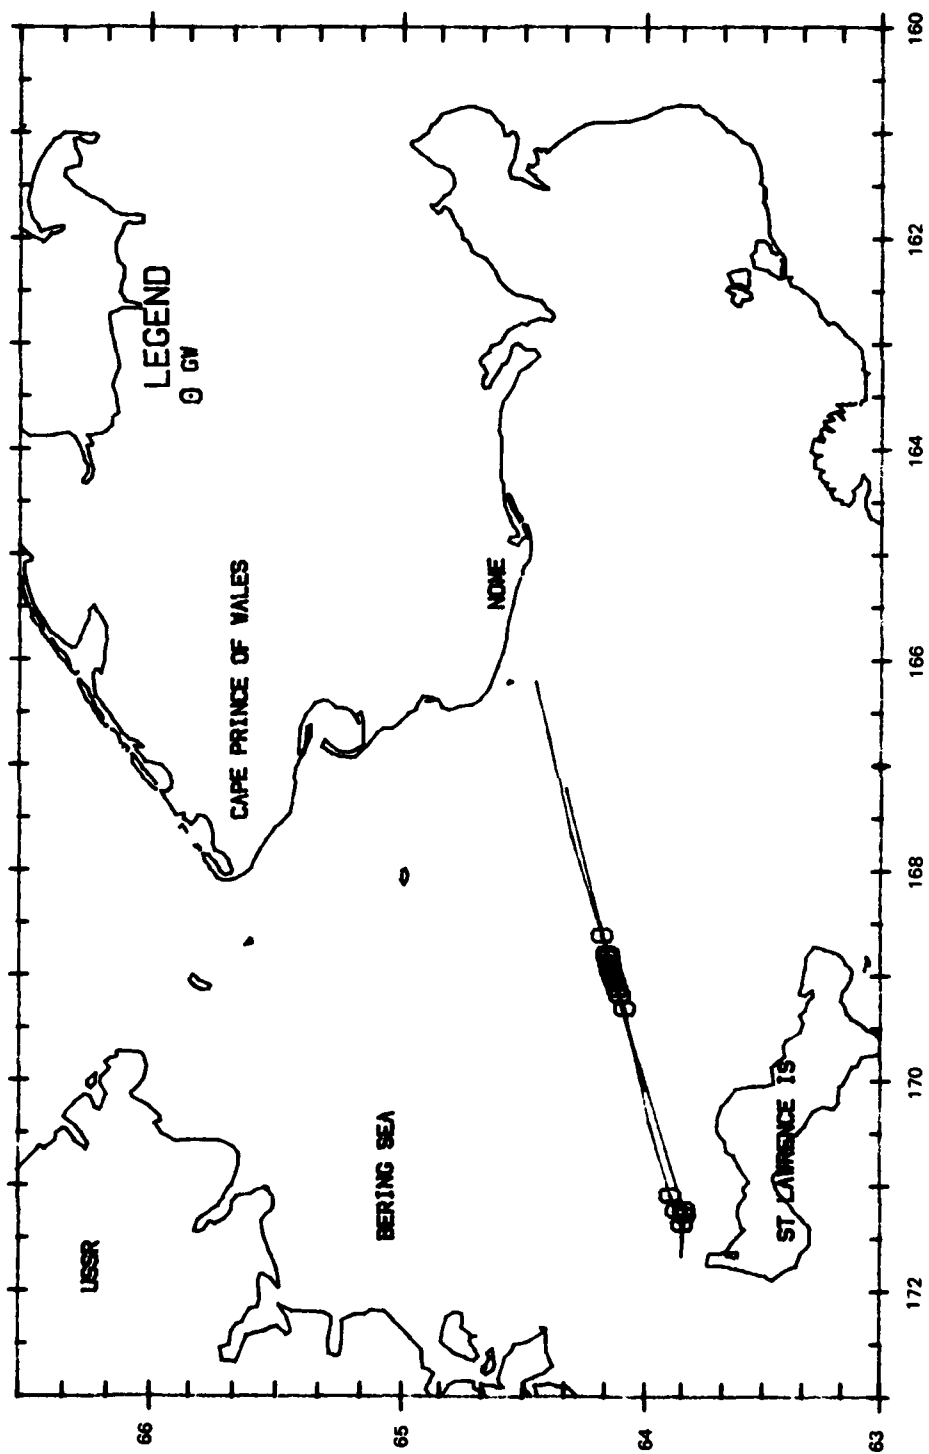 USSR
BERING SEA
ST LAWRENCE IS
CAPE PRINCE OF WALES
NOME
LEGEND
GW
66
65
64
63
172
170
168
166
164
162
160